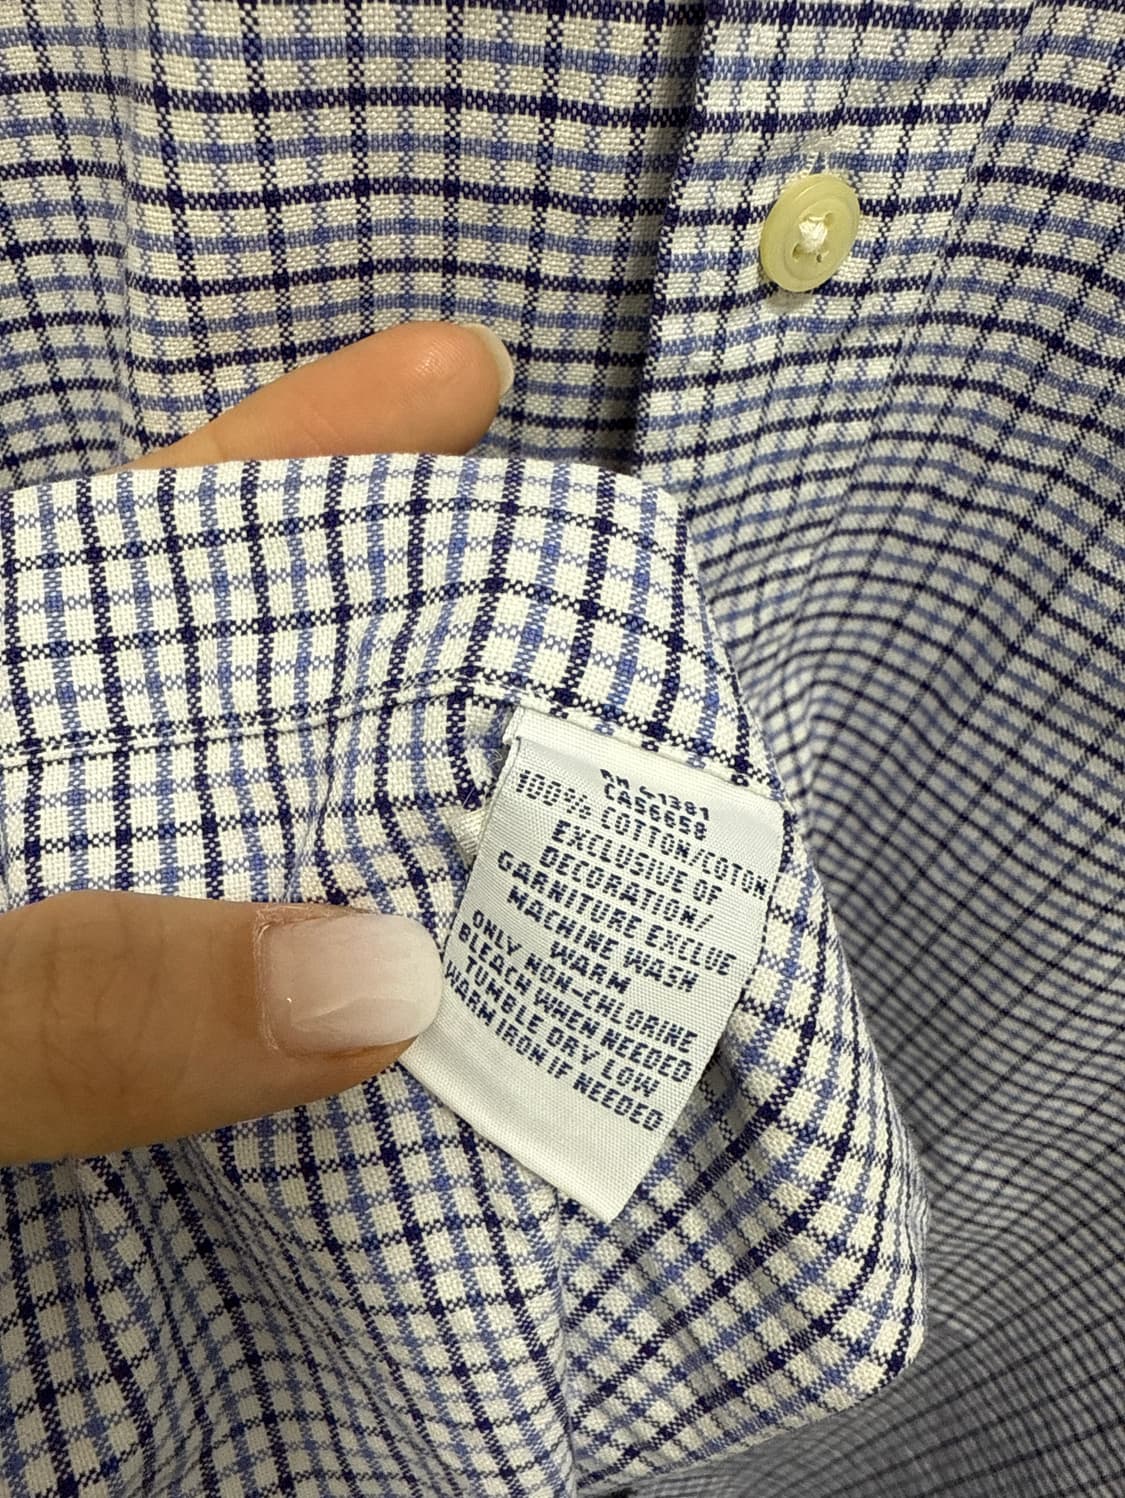 CA56658
100% COTTON/COTON
EXCLUSIVE OF
DECORATION/
GARNITURE EXCLUE
MACHINE WASH
WARM
ONLY NON-CHLORINE
BLEACH WHEN NEEDED
TUMBLE DRY LOW
WARM IRON IF NEEDED